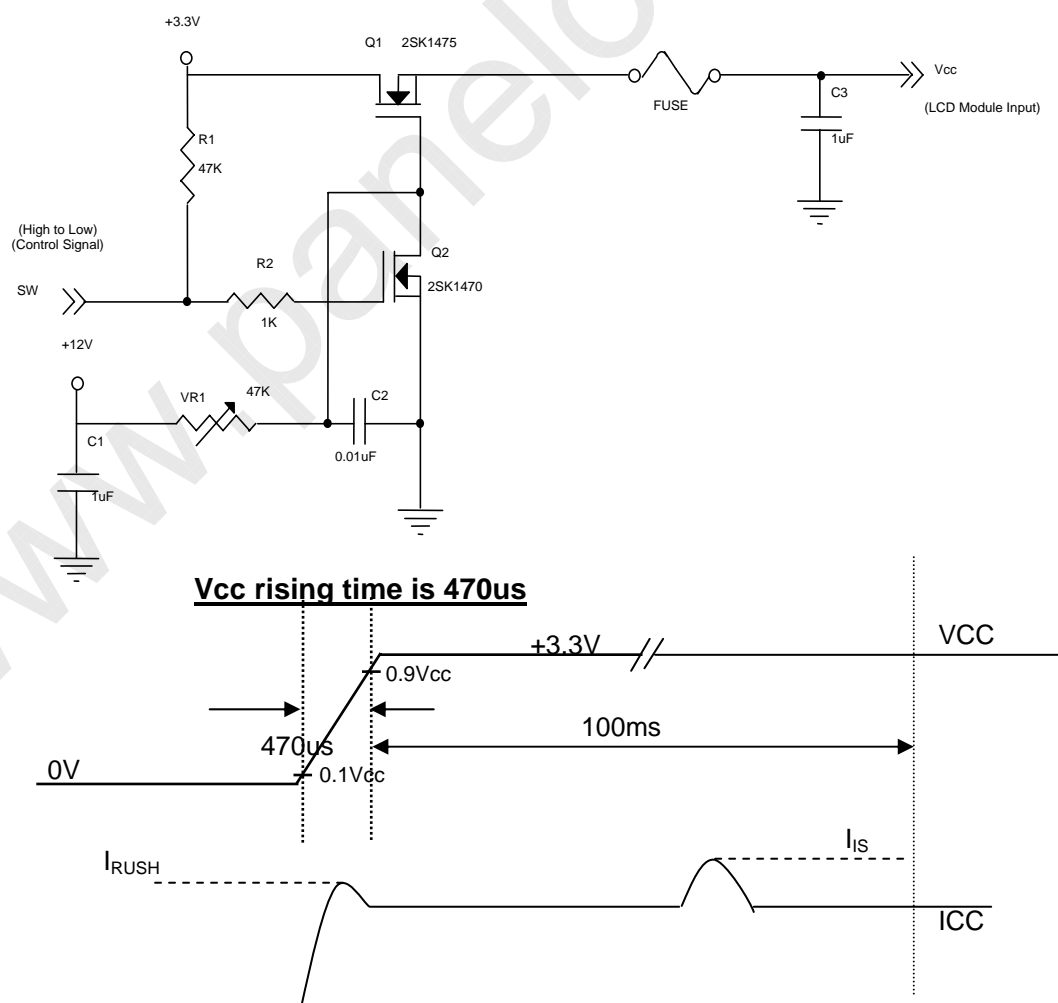 www.panelo
+3.3V
Q1 2SK1475
Vcc
FUSE
C3
(LCD Module Input)
R1
1uF
47K
(High to Low)
(Control Signal)
Q2
R2
SW
2SK1470
1K
+12V
VR1
47K
C2
C1
0.01uF
1uF
Vcc rising time is 470us
+3.3V
VCC
0.9Vcc
100ms
470us
0V
0.1Vcc
IRUSH
IIS
ICC